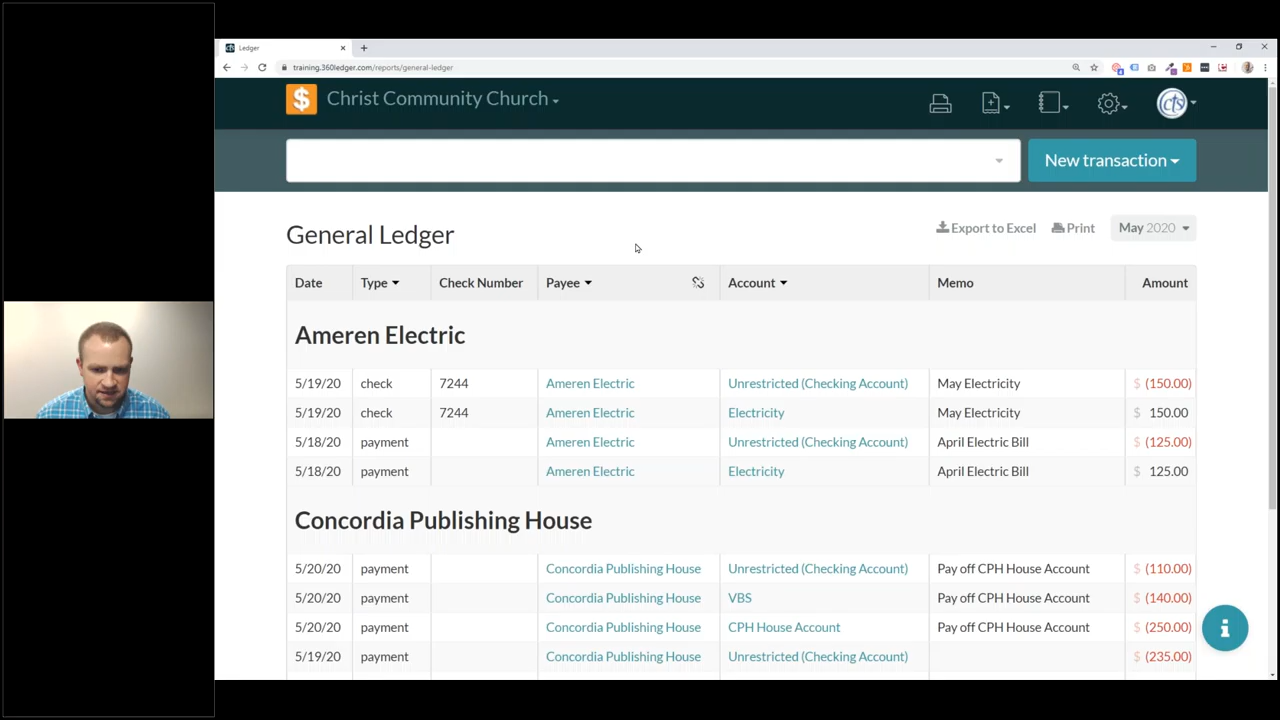 Ledger
training.360ledger.com/reports/general-ledger
$ Christ Community Church
cts
New transaction
General Ledger
Export to Excel Print May 2020
Date Type Check Number Payee Account Memo Amount
Ameren Electric
5/19/20 check 7244 Ameren Electric Unrestricted (Checking Account) May Electricity $ (150.00)
5/19/20 check 7244 Ameren Electric Electricity May Electricity $ 150.00
5/18/20 payment Ameren Electric Unrestricted (Checking Account) April Electric Bill $ (125.00)
5/18/20 payment Ameren Electric Electricity April Electric Bill $ 125.00
Concordia Publishing House
5/20/20 payment Concordia Publishing House Unrestricted (Checking Account) Pay off CPH House Account $ (110.00)
5/20/20 payment Concordia Publishing House VBS Pay off CPH House Account $ (140.00)
5/20/20 payment Concordia Publishing House CPH House Account Pay off CPH House Account $ (250.00)
5/19/20 payment Concordia Publishing House Unrestricted (Checking Account) $ (235.00)